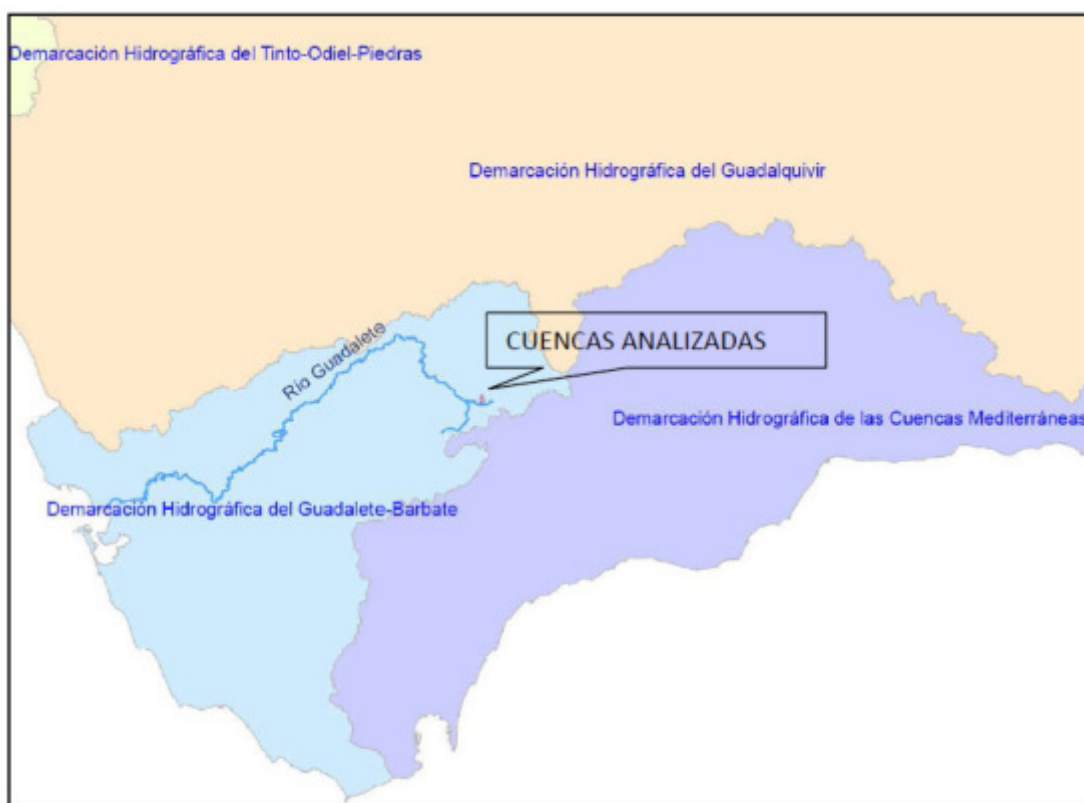 Demarcación Hidrográfica del Tinto-Odiel-Piedras
Demarcación Hidrográfica del Guadalquivir
Río Guadalete
CUENCAS ANALIZADAS
Demarcación Hidrográfica de las Cuencas Mediterráneas
Demarcación Hidrográfica del Guadalete-Barbate